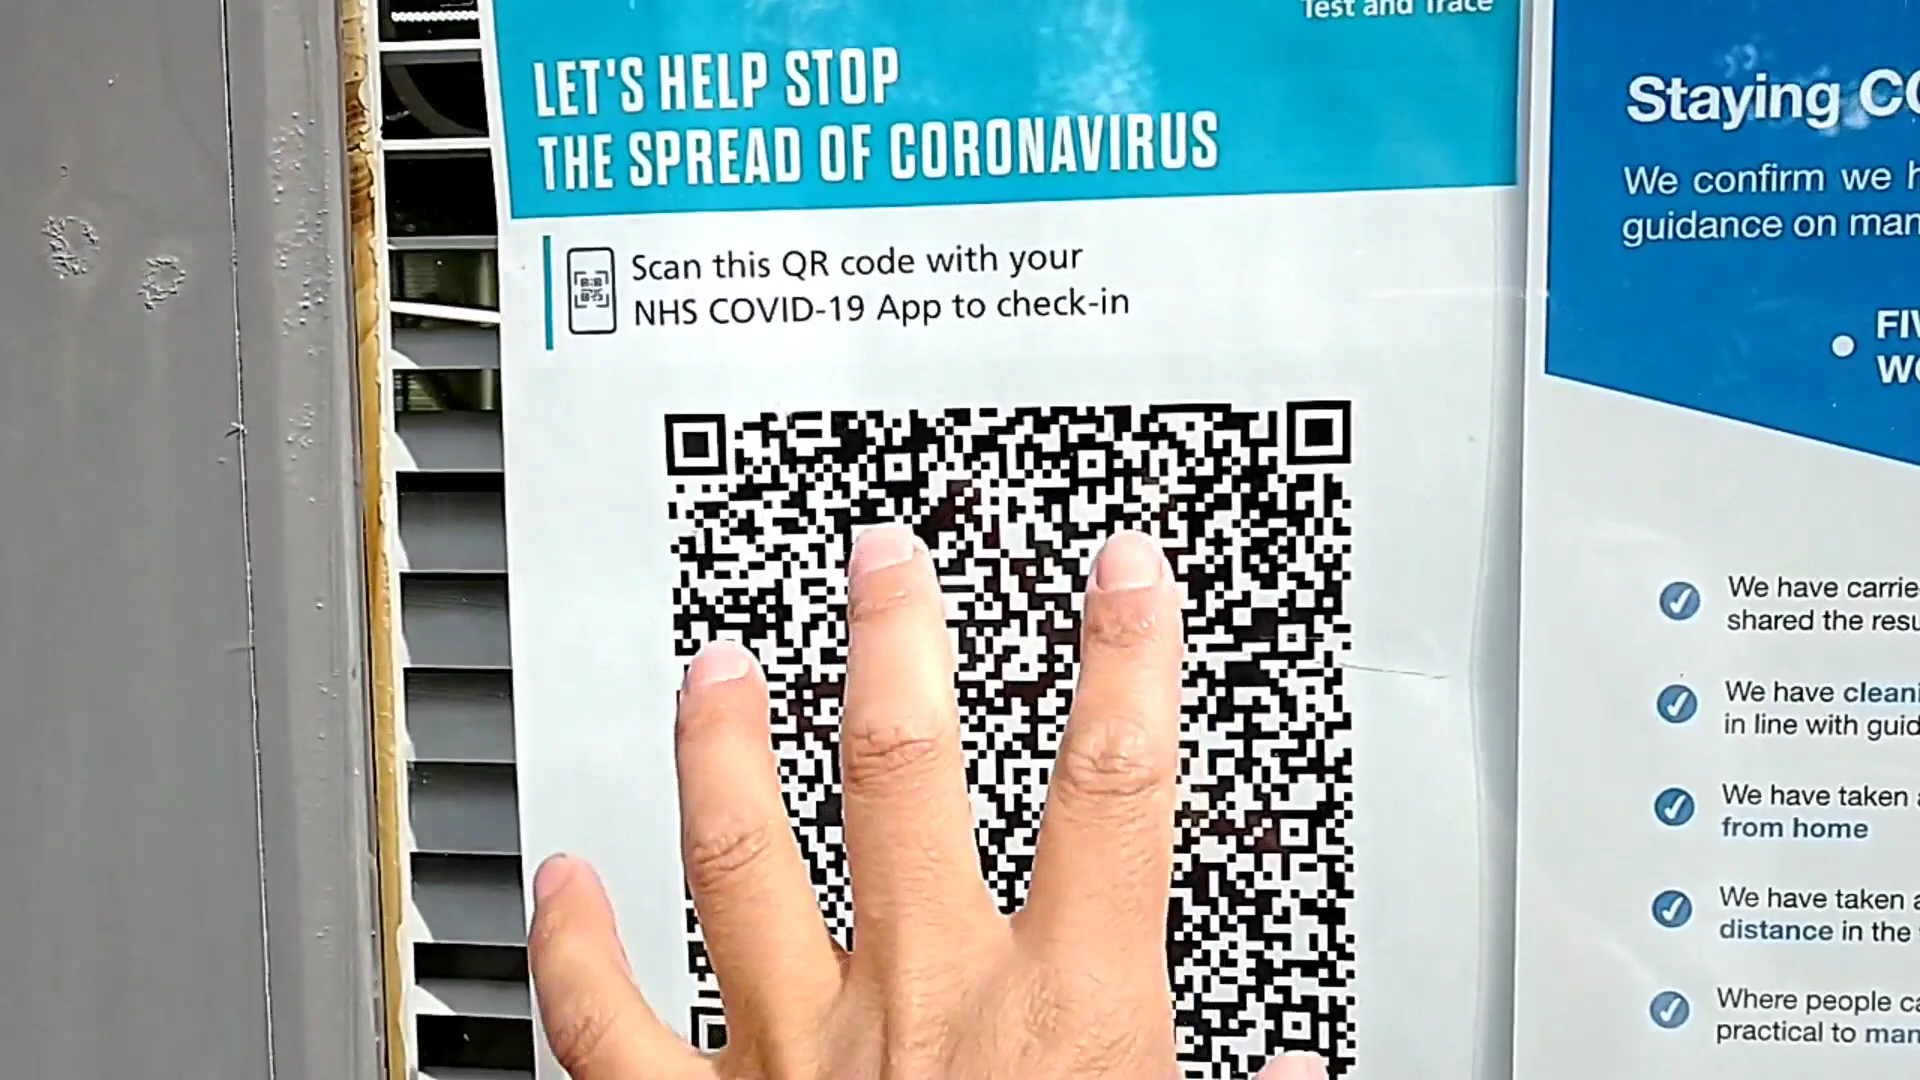 Test and Trace
LET'S HELP STOP
THE SPREAD OF CORONAVIRUS
Scan this QR code with your
NHS COVID-19 App to check-in
Staying
We confirm we
guidance on
We have
shared the
We have
in line with
We have taken
from home
We have taken
distance in the
Where people
practical to